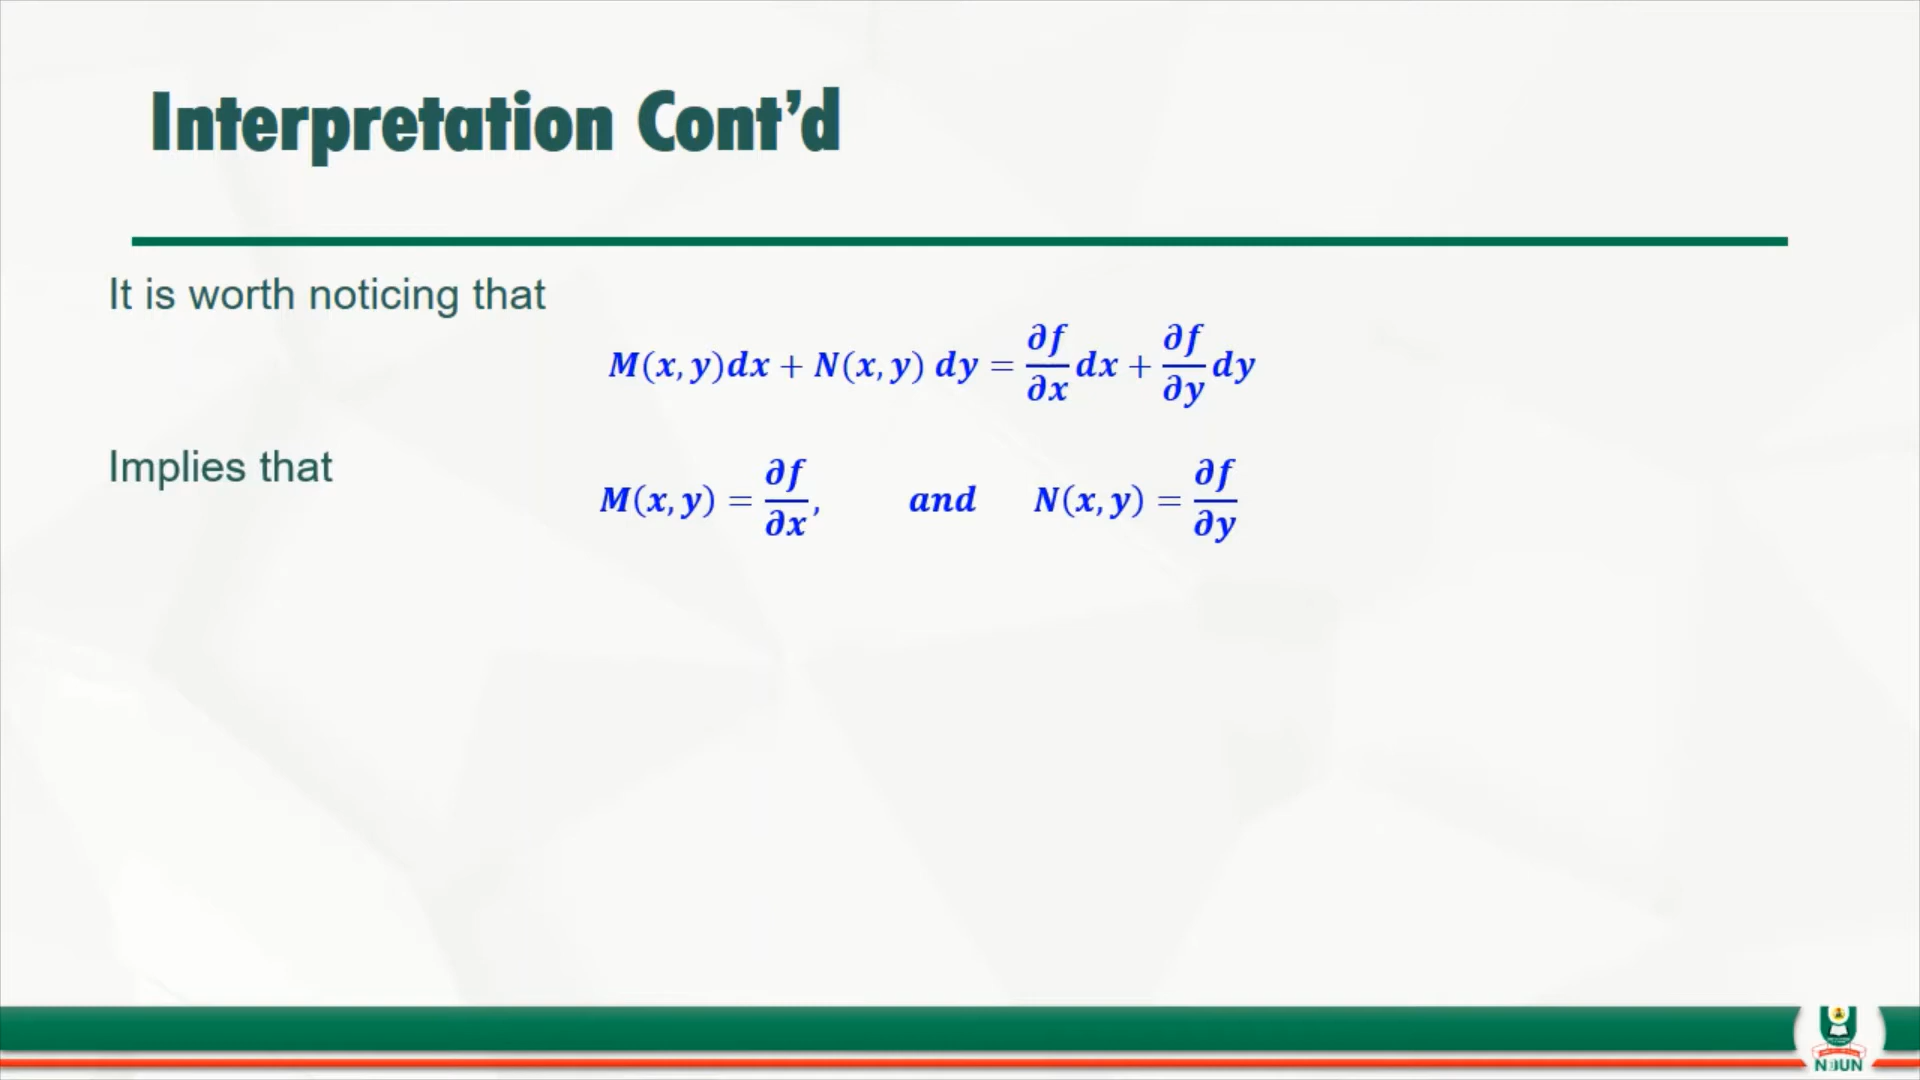 Interpretation Cont’d
It is worth noticing that
M(x, y)dx + N(x, y) dy = ∂f/∂x dx + ∂f/∂y dy
Implies that
M(x, y) = ∂f/∂x, and N(x, y) = ∂f/∂y
NOUN